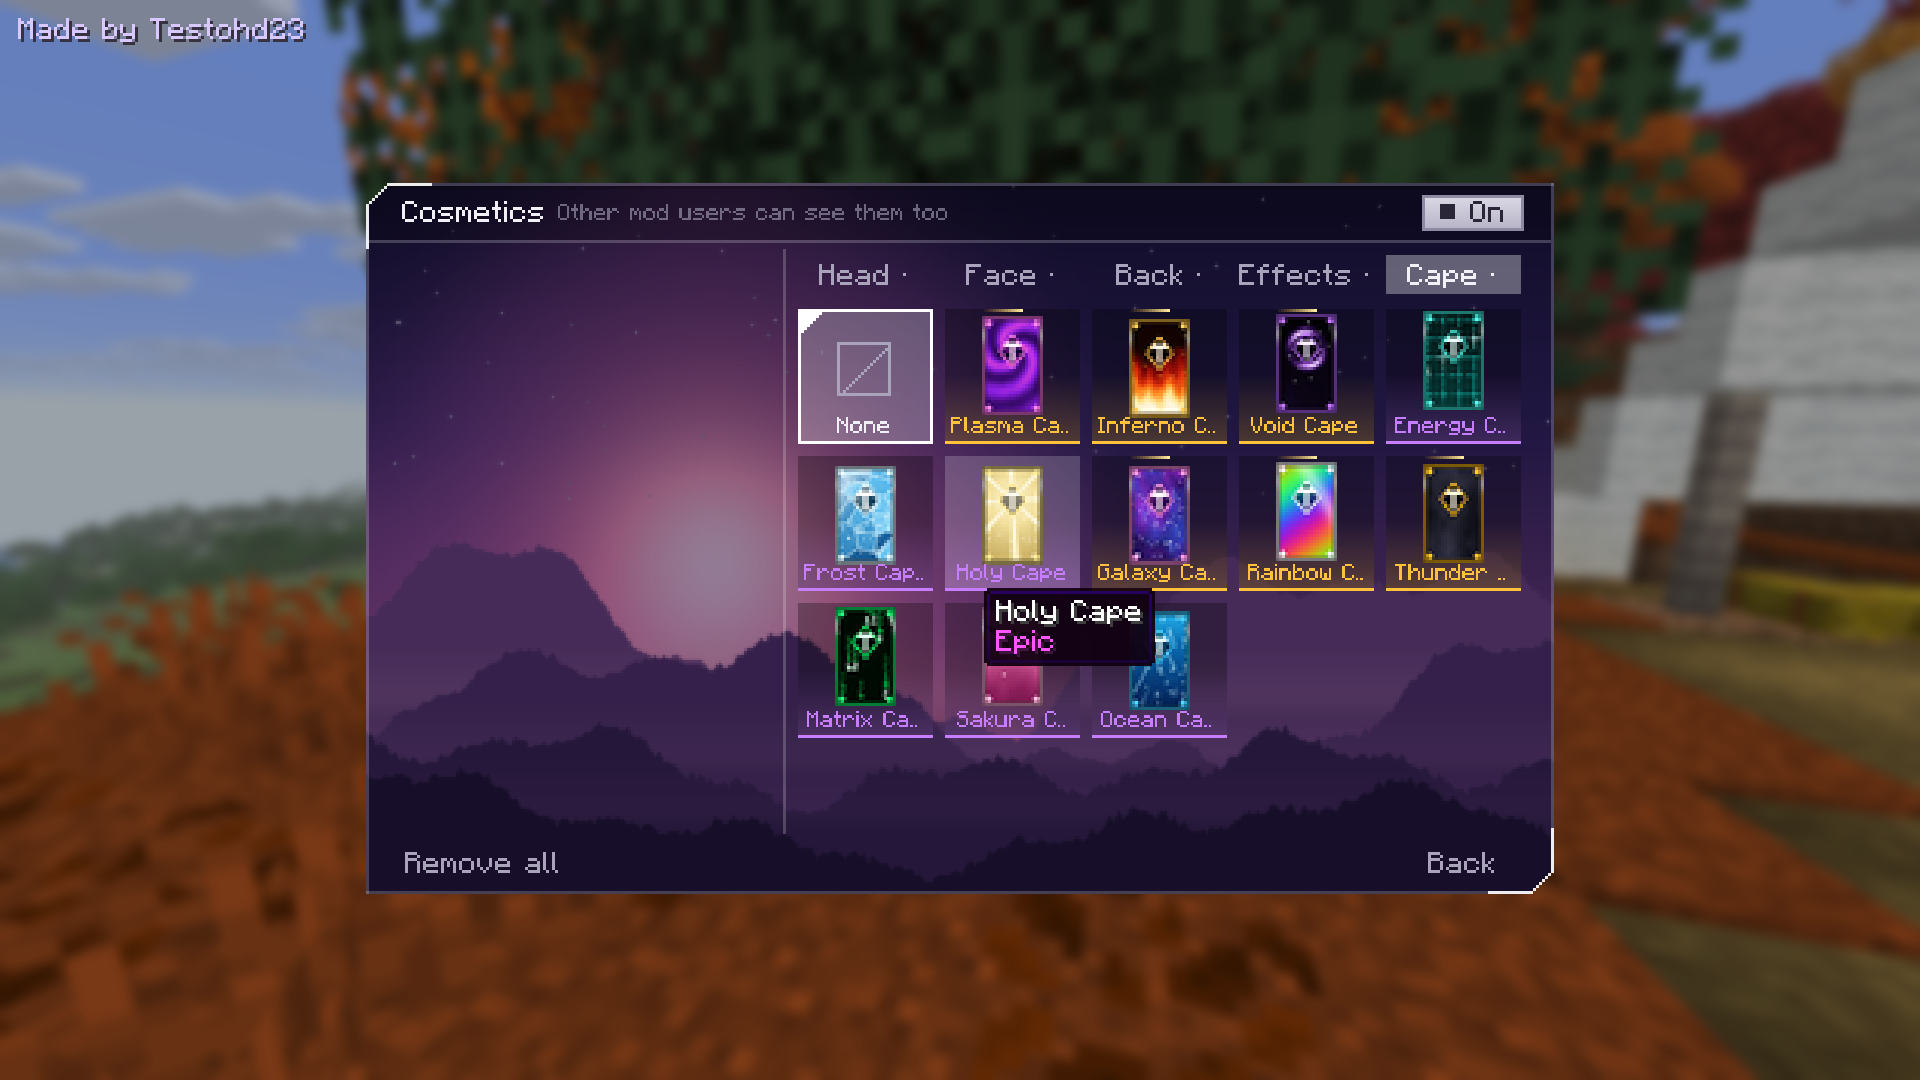 Made by Testohd23
Cosmetics Other mod users can see them too
On
Head · Face · Back · Effects · Cape ·
None Plasma Ca.. Inferno C.. Void Cape Energy C..
Frost Cap.. Holy Cape Galaxy Ca.. Rainbow C.. Thunder ..
Holy Cape
Epic
Matrix Ca.. Sakura C.. Ocean Ca..
Remove all Back